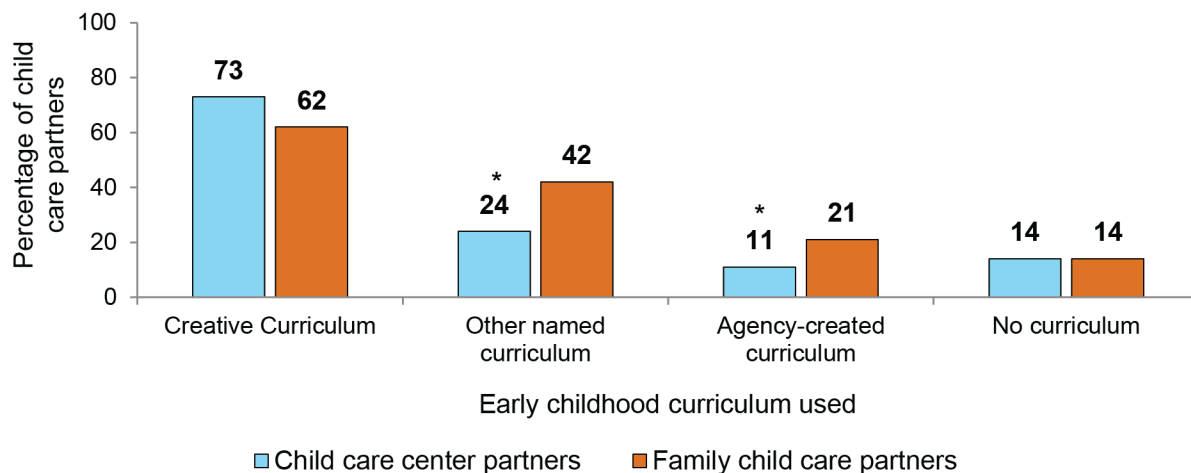 Percentage of child
care partners
100
80
60
40
20
0
73
62
*
24
42
*
11
21
14
14
Creative Curriculum
Other named
curriculum
Agency-created
curriculum
No curriculum
Early childhood curriculum used
Child care center partners
Family child care partners